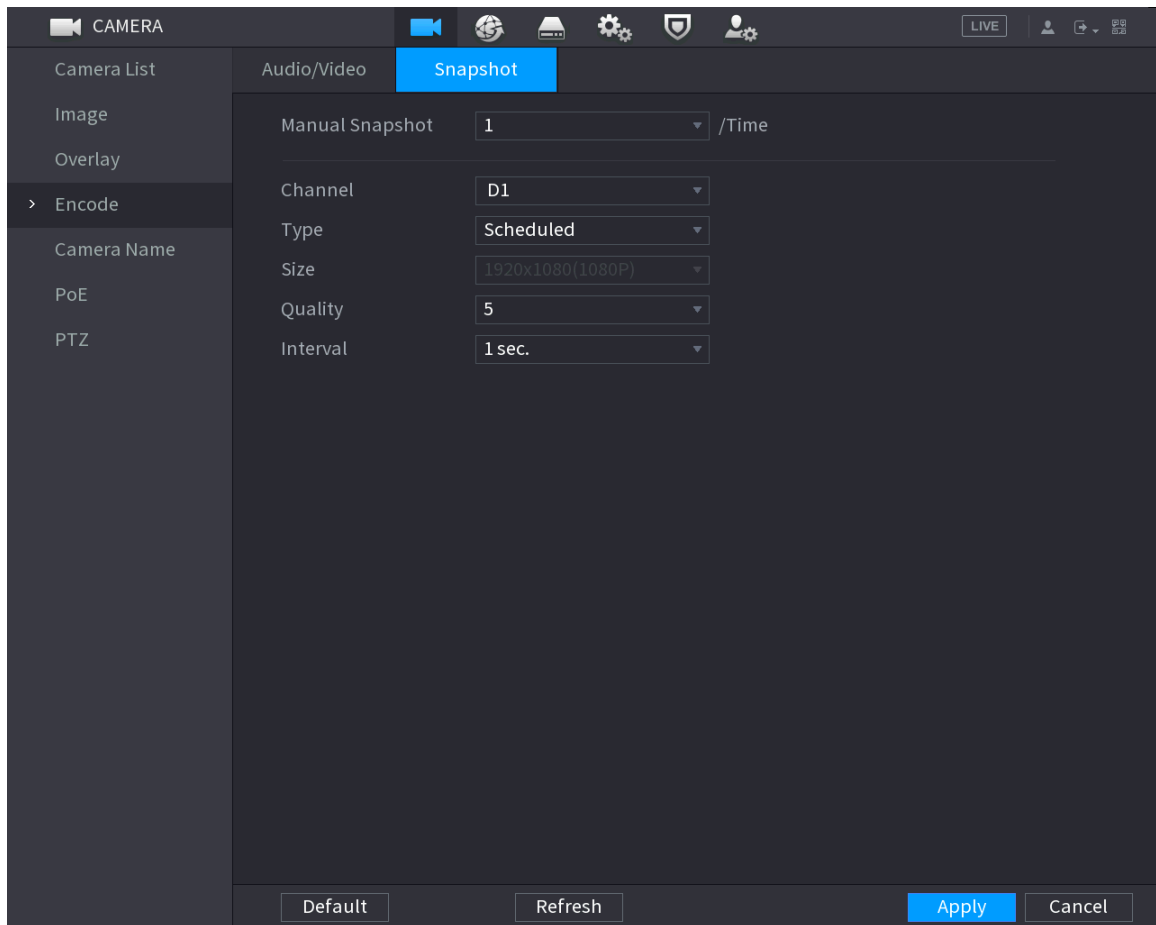 CAMERA
LIVE
Camera List
Image
Overlay
Encode
Camera Name
PoE
PTZ
Audio/Video
Snapshot
Manual Snapshot 1 /Time
Channel D1
Type Scheduled
Size 1920x1080(1080P)
Quality 5
Interval 1 sec.
Default Refresh Apply Cancel